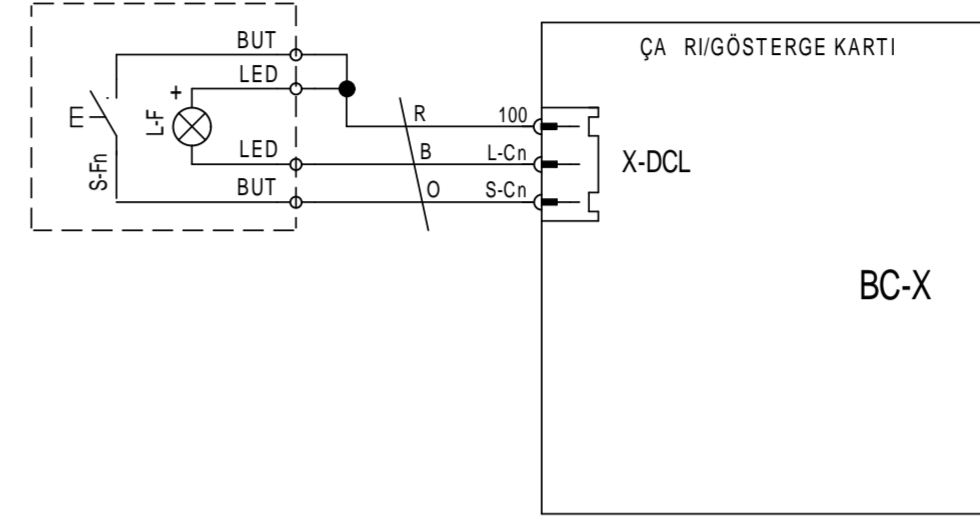 BUT
ÇA RI/GÖSTERGE KARTI
LED
+
R
100
L-F
S-Fn
LED
B
L-Cn
X-DCL
BUT
O
S-Cn
BC-X